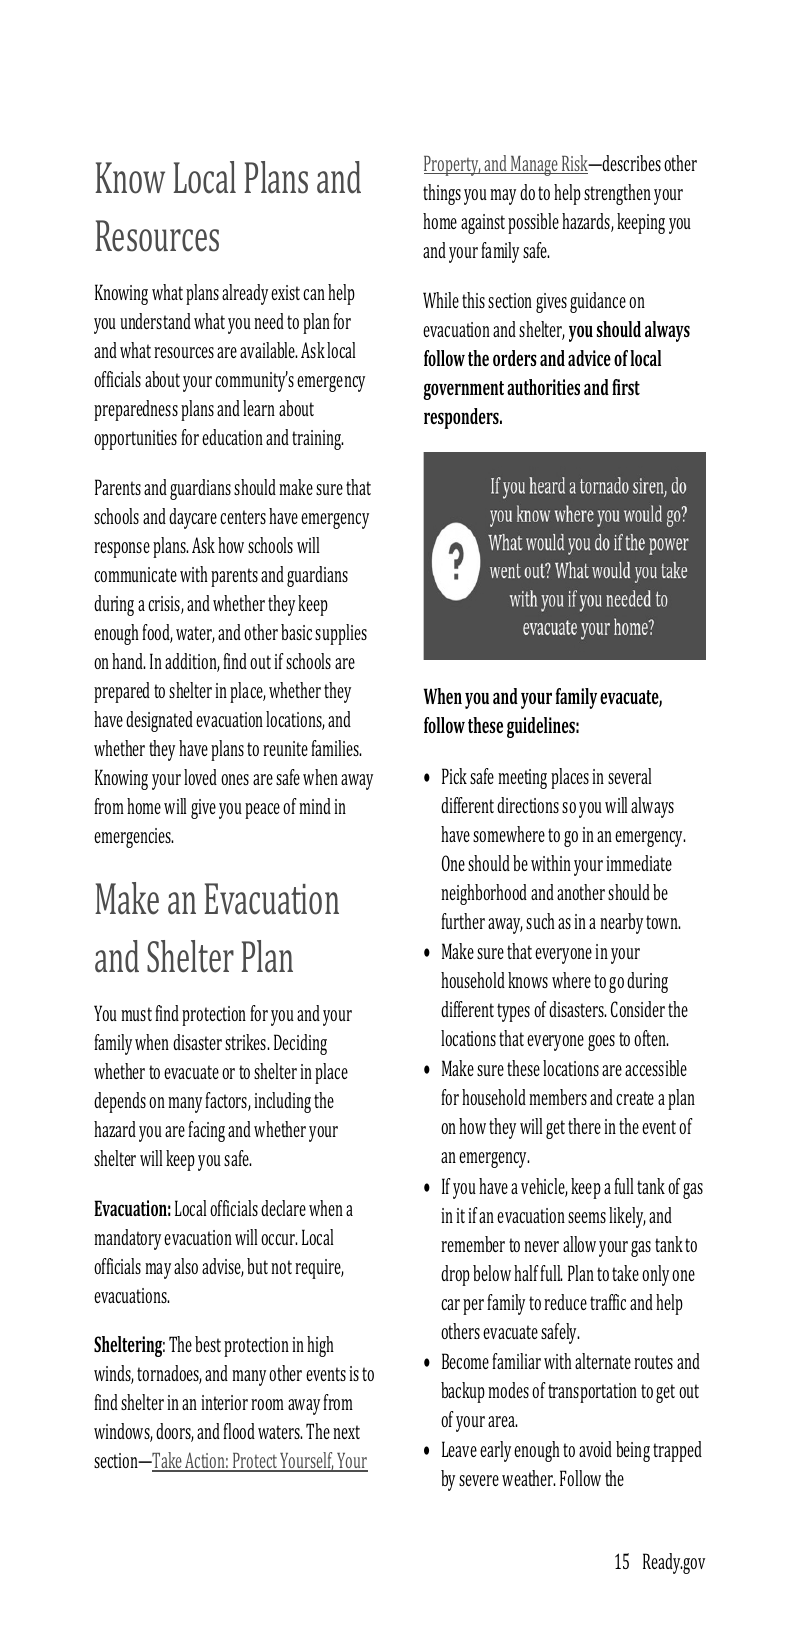 Know Local Plans and
Resources
Knowing what plans already exist can help
you understand what you need to plan for
and what resources are available. Ask local
officials about your community’s emergency
preparedness plans and learn about
opportunities for education and training.
Parents and guardians should make sure that
schools and daycare centers have emergency
response plans. Ask how schools will
communicate with parents and guardians
during a crisis, and whether they keep
enough food, water, and other basic supplies
on hand. In addition, find out if schools are
prepared to shelter in place, whether they
have designated evacuation locations, and
whether they have plans to reunite families.
Knowing your loved ones are safe when away
from home will give you peace of mind in
emergencies.
Make an Evacuation
and Shelter Plan
You must find protection for you and your
family when disaster strikes. Deciding
whether to evacuate or to shelter in place
depends on many factors, including the
hazard you are facing and whether your
shelter will keep you safe.
Evacuation: Local officials declare when a
mandatory evacuation will occur. Local
officials may also advise, but not require,
evacuations.
Sheltering: The best protection in high
winds, tornadoes, and many other events is to
find shelter in an interior room away from
windows, doors, and flood waters. The next
section—Take Action: Protect Yourself, Your
Property, and Manage Risk—describes other
things you may do to help strengthen your
home against possible hazards, keeping you
and your family safe.
While this section gives guidance on
evacuation and shelter, you should always
follow the orders and advice of local
government authorities and first
responders.
?
If you heard a tornado siren, do
you know where you would go?
What would you do if the power
went out? What would you take
with you if you needed to
evacuate your home?
When you and your family evacuate,
follow these guidelines:
• Pick safe meeting places in several
different directions so you will always
have somewhere to go in an emergency.
One should be within your immediate
neighborhood and another should be
further away, such as in a nearby town.
• Make sure that everyone in your
household knows where to go during
different types of disasters. Consider the
locations that everyone goes to often.
• Make sure these locations are accessible
for household members and create a plan
on how they will get there in the event of
an emergency.
• If you have a vehicle, keep a full tank of gas
in it if an evacuation seems likely, and
remember to never allow your gas tank to
drop below half full. Plan to take only one
car per family to reduce traffic and help
others evacuate safely.
• Become familiar with alternate routes and
backup modes of transportation to get out
of your area.
• Leave early enough to avoid being trapped
by severe weather. Follow the
15 Ready.gov